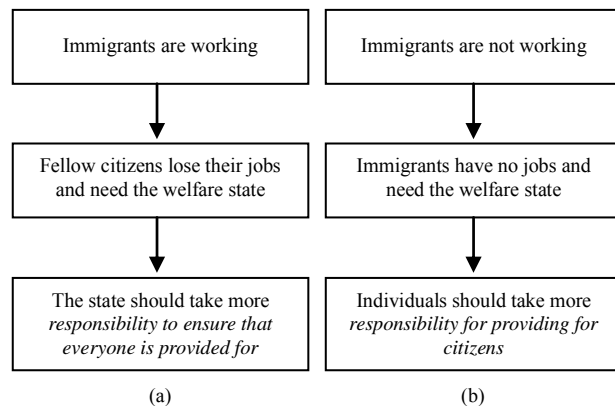 Immigrants are working
Fellow citizens lose their jobs
and need the welfare state
The state should take more
responsibility to ensure that
everyone is provided for
(a)
Immigrants are not working
Immigrants have no jobs and
need the welfare state
Individuals should take more
responsibility for providing for
citizens
(b)